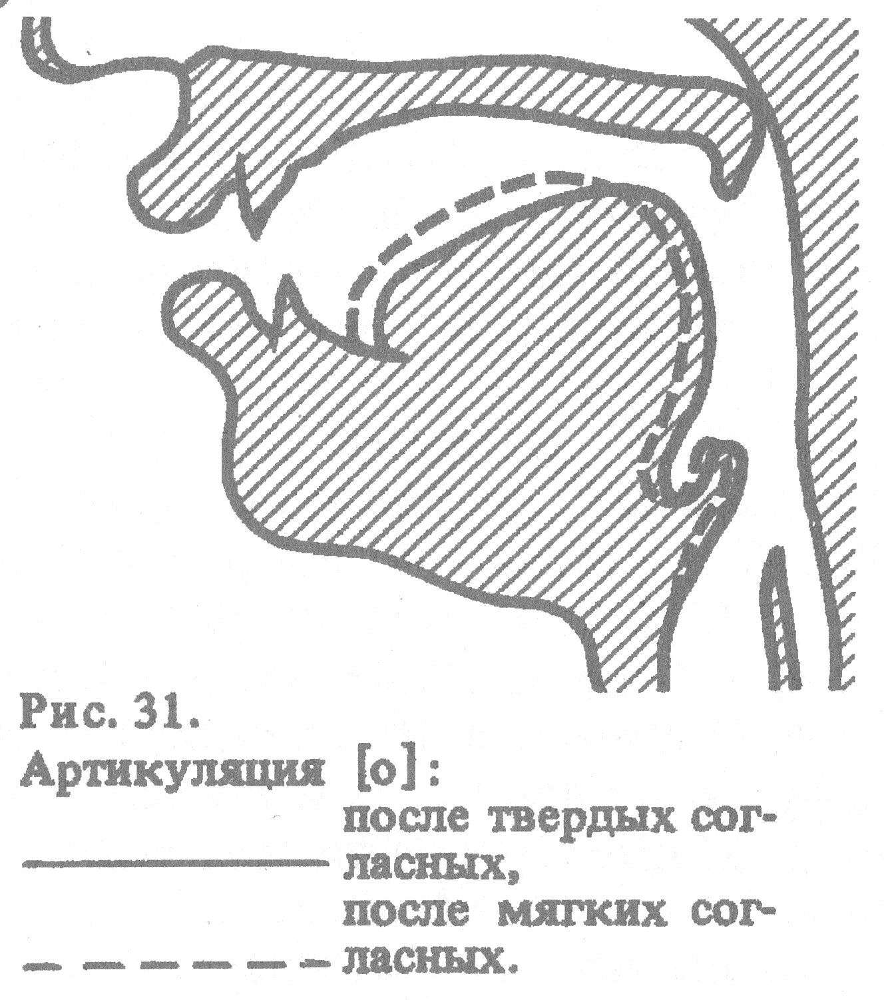 Рис. 31.
Артикуляция [о]:
после твердых сог-
ласных,
после мягких сог-
ласных.